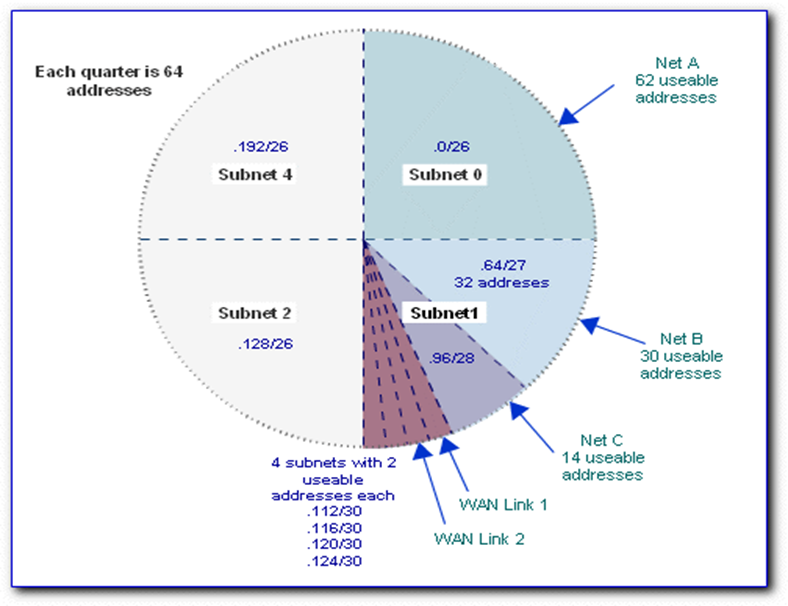 Each quarter is 64
addresses
Net A
62 useable
addresses
.192/26
Subnet 4
.0/26
Subnet 0
.64/27
32 addreses
Subnet 2
.128/26
Subnet1
.96/28
Net B
30 useable
addresses
Net C
14 useable
addresses
4 subnets with 2
useable
addresses each
.112/30
.116/30
.120/30
.124/30
WAN Link 1
WAN Link 2